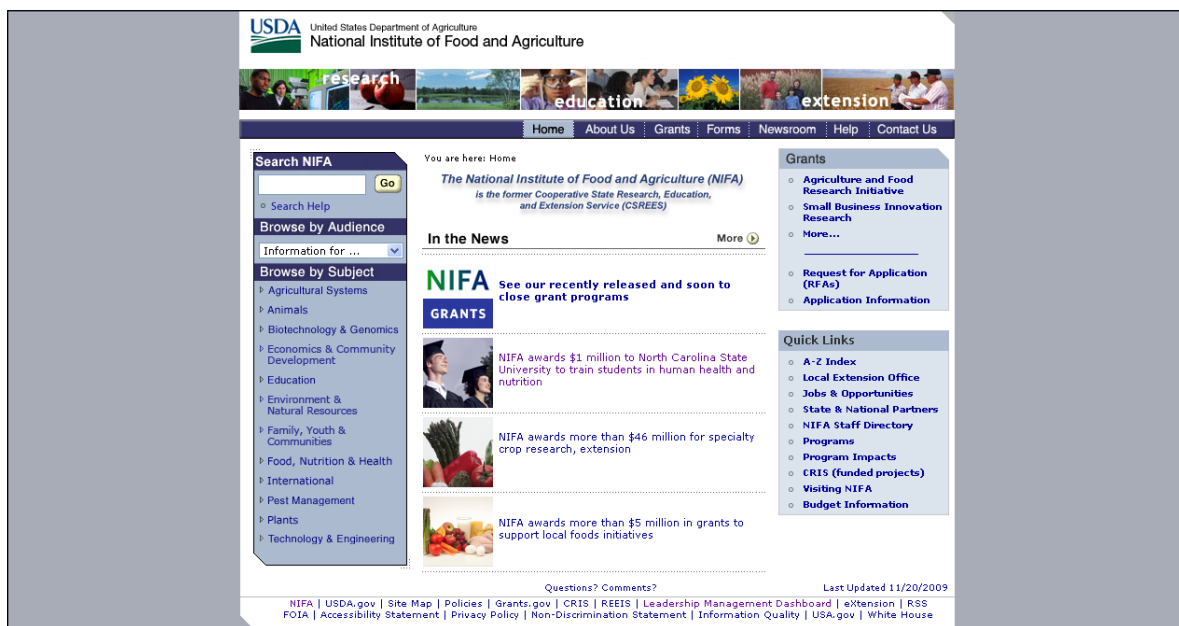 USDA
United States Department of Agriculture
National Institute of Food and Agriculture
research
education
extension
Home
About Us
Grants
Forms
Newsroom
Help
Contact Us
Search NIFA
Go
Search Help
Browse by Audience
Information for ...
Browse by Subject
Agricultural Systems
Animals
Biotechnology & Genomics
Economics & Community
Development
Education
Environment &
Natural Resources
Family, Youth &
Communities
Food, Nutrition & Health
International
Pest Management
Plants
Technology & Engineering
You are here: Home
The National Institute of Food and Agriculture (NIFA)
is the former Cooperative State Research, Education,
and Extension Service (CSREES)
In the News
More
NIFA
GRANTS
See our recently released and soon to
close grant programs
NIFA awards $1 million to North Carolina State
University to train students in human health and
nutrition
NIFA awards more than $46 million for specialty
crop research, extension
NIFA awards more than $5 million in grants to
support local foods initiatives
Grants
Agriculture and Food
Research Initiative
Small Business Innovation
Research
More...
Request for Application
(RFAs)
Application Information
Quick Links
A-Z Index
Local Extension Office
Jobs & Opportunities
State & National Partners
NIFA Staff Directory
Programs
Program Impacts
CRIS (funded projects)
Visiting NIFA
Budget Information
Questions? Comments?
Last Updated 11/20/2009
NIFA | USDA.gov | Site Map | Policies | Grants.gov | CRIS | REEIS | Leadership Management Dashboard | eXtension | RSS
FOIA | Accessibility Statement | Privacy Policy | Non-Discrimination Statement | Information Quality | USA.gov | White House